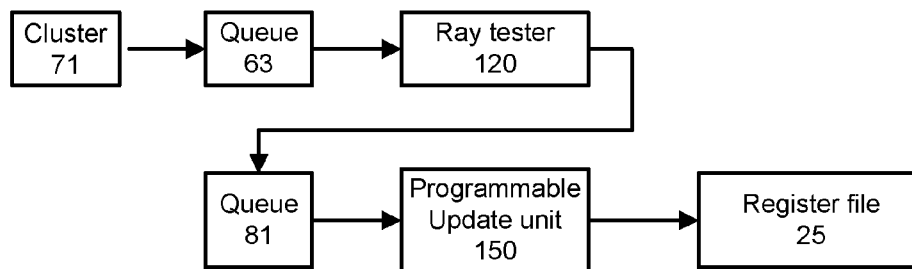 Cluster
71
Queue
63
Ray tester
120
Queue
81
Programmable
Update unit
150
Register file
25